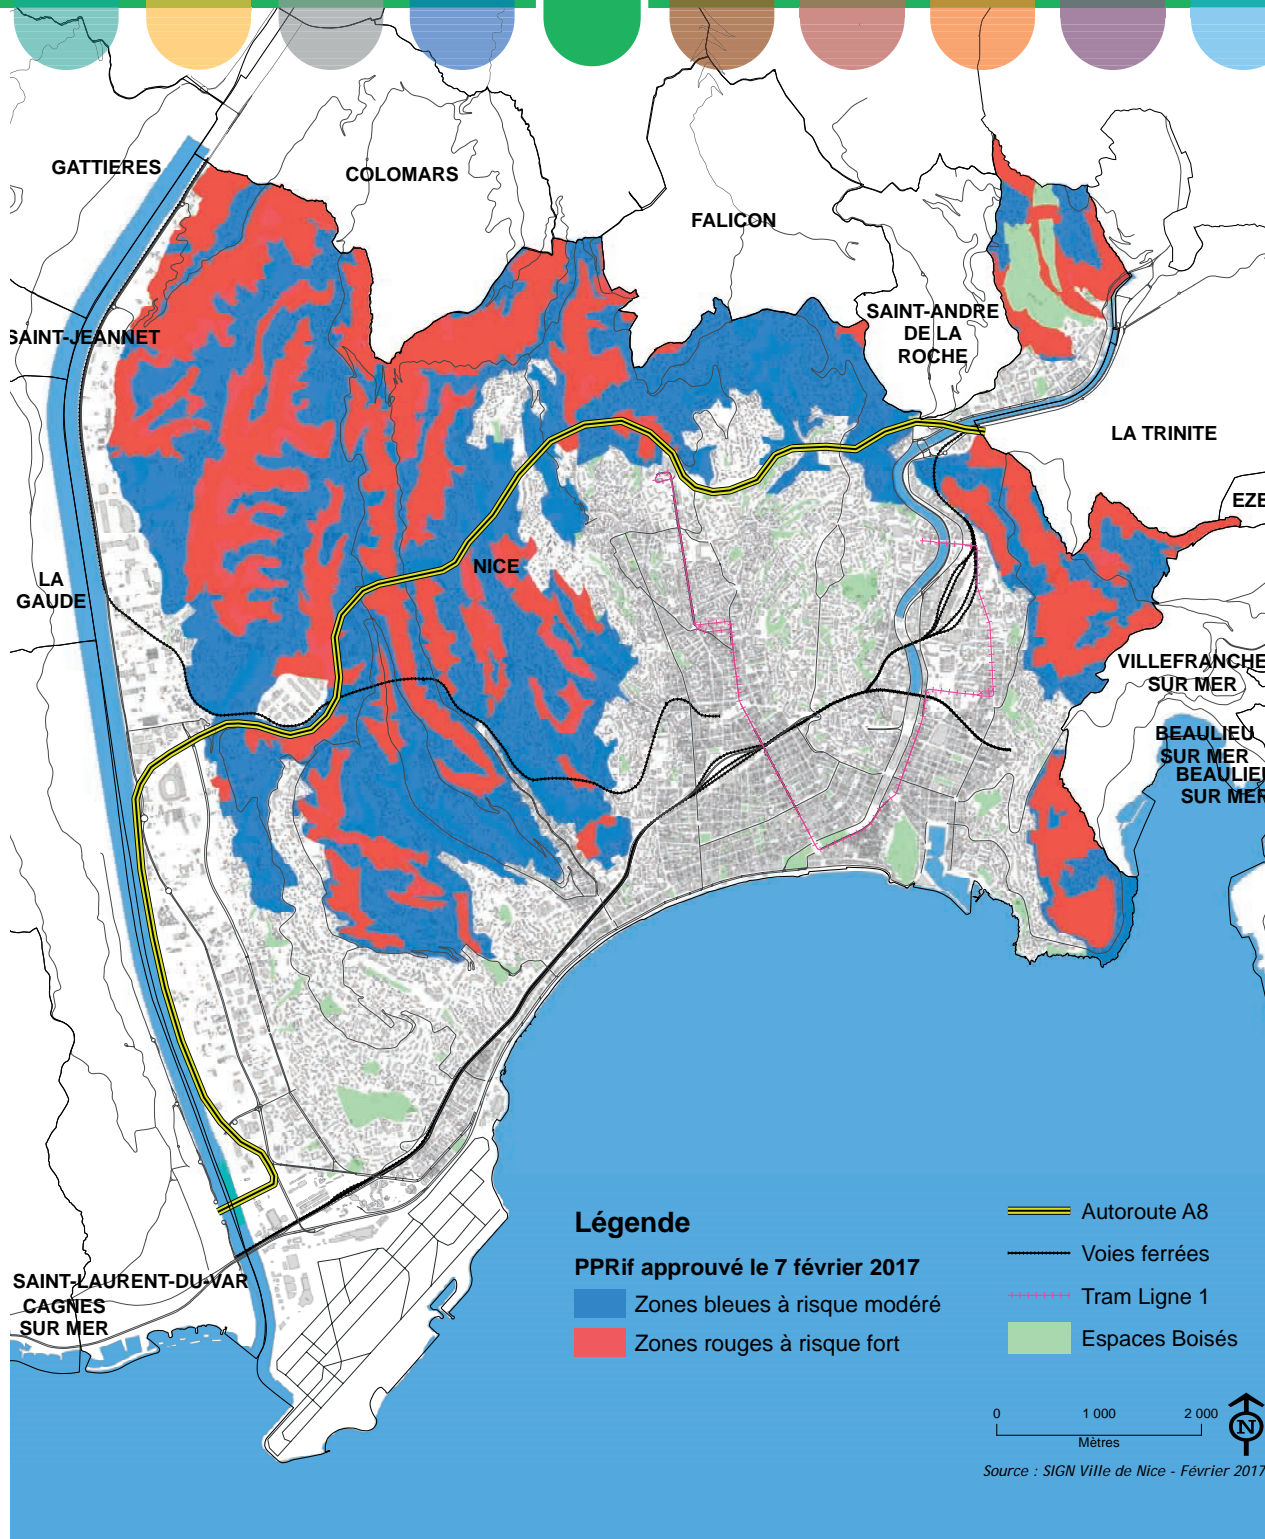 GATTIERES
COLOMARS
FALICON
SAINT-JEANNET
SAINT-ANDRE
DE LA
ROCHE
LA TRINITE
EZE
LA
GAUDE
NICE
VILLEFRANCHE
SUR MER
BEAULIEU
SUR MER
BEAULIEU
SUR MER
SAINT-LAURENT-DU-VAR
CAGNES
SUR MER
Légende
PPRif approuvé le 7 février 2017
Zones bleues à risque modéré
Zones rouges à risque fort
Autoroute A8
Voies ferrées
Tram Ligne 1
Espaces Boisés
0 1 000 2 000
Mètres
N
Source : SIGN Ville de Nice - Février 2017